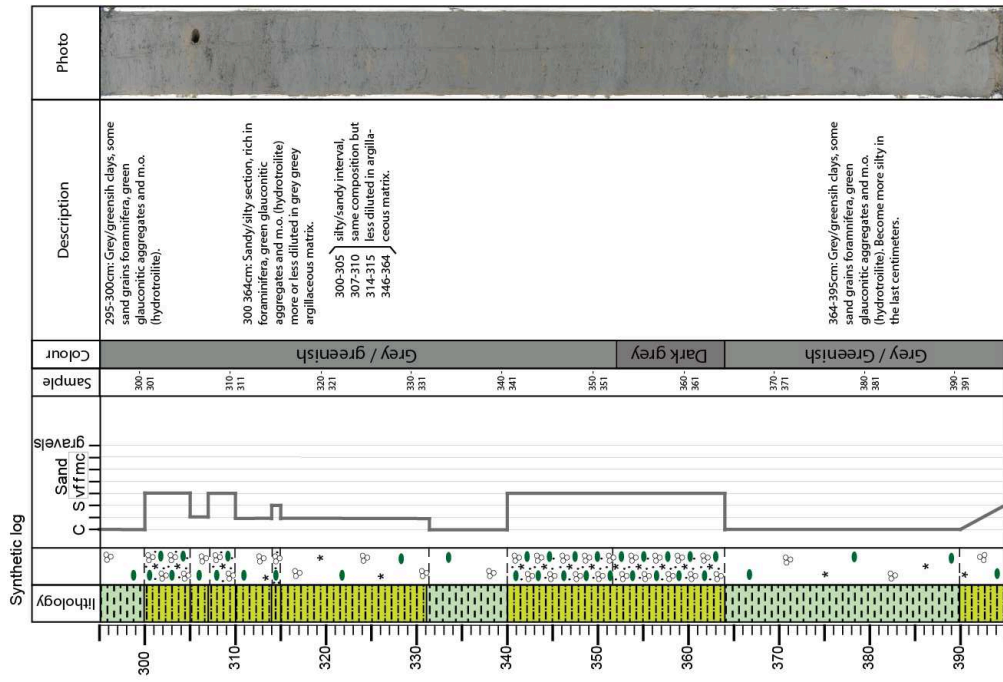 Synthetic log
lithology
C
S
vf f m c
Sand
gravels
Sample
Colour
Description
Photo
300
310
320
330
340
350
360
370
380
390
300-
301
310-
311
320-
321
330-
331
340-
341
350-
351
360-
361
370-
371
380-
381
390-
391
Grey / greenish
Dark grey
Grey / Greenish
295-300cm: Grey/greensih clays, some
sand grains foramnifera, green
glauconitic aggregates and m.o.
(hydrotroilite).
300 364cm: Sandy/silty section, rich in
foraminifera, green glauconitic
aggregates and m.o. (hydrotroilite)
more or less diluted in grey greey
argillaceous matrix.
300-305 silty/sandy interval,
307-310 same composition but
314-315 less diluted in argilla-
346-364 ceous matrix.
364-395cm: Grey/greensih clays, some
sand grains foramnifera, green
glauconitic aggregates and m.o.
(hydrotroilite). Become more silty in
the last centimeters.